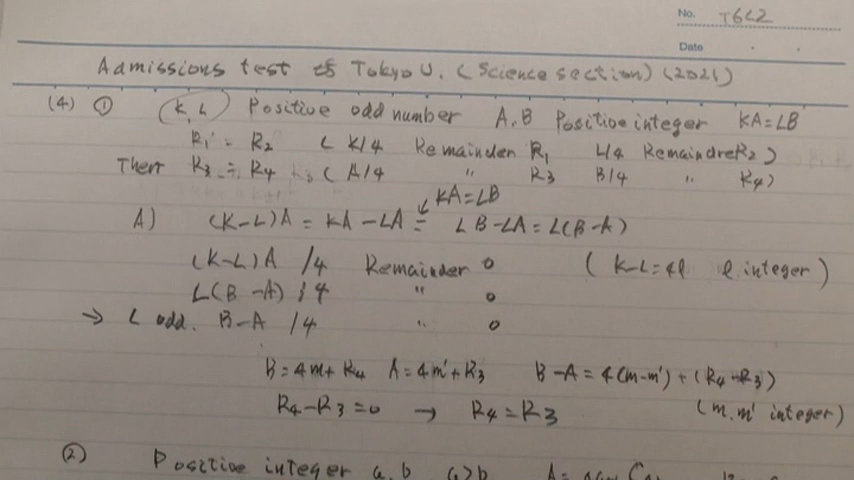 No. T6L2
Date
Admissions test of Tokyo U. (Science section) (2021)
(4) ① (K, L) Positive odd number A, B Positive integer KA=LB
R1 = R2 ( K/4 Remainder R1 L/4 Remaindre R2 )
Then R3 = R4 ( A/4 " R3 B/4 " R4)
KA=LB
A) (K-L)A = KA-LA = LB-LA = L(B-A)
(K-L)A /4 Remainder 0 ( K-L=4l l.integer )
L(B-A) /4 " 0
→ L odd. B-A /4 " 0
B=4m+R4 A=4m'+R3 B-A=4(m-m')+(R4-R3)
R4-R3=0 → R4=R3 (m.m' integer)
② Positive integer a, b a>b A=